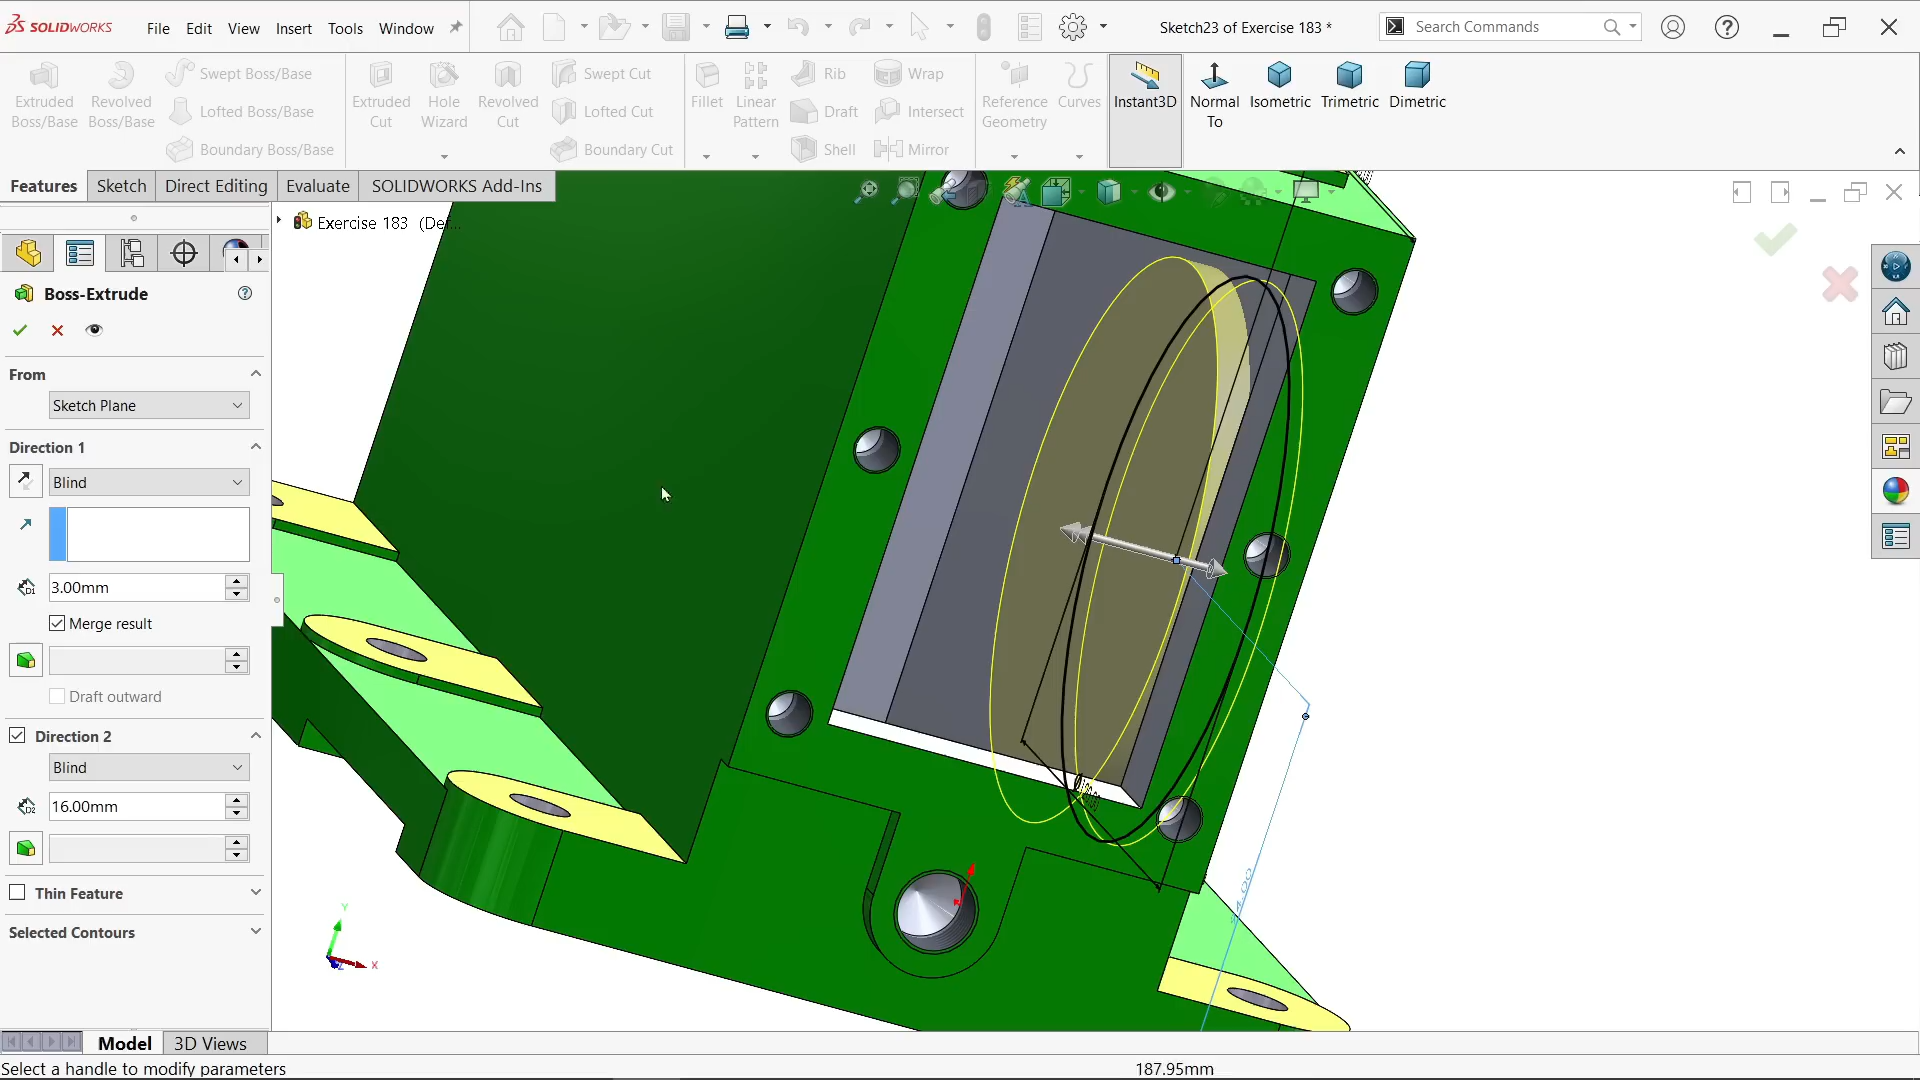 SOLIDWORKS File Edit View Insert Tools Window
Sketch23 of Exercise 183 *
Search Commands
Extruded Boss/Base
Revolved Boss/Base
Swept Boss/Base
Lofted Boss/Base
Boundary Boss/Base
Extruded Cut
Hole Wizard
Revolved Cut
Swept Cut
Lofted Cut
Boundary Cut
Fillet
Linear Pattern
Rib
Draft
Shell
Wrap
Intersect
Mirror
Reference Geometry
Curves
Instant3D
Normal To
Isometric
Trimetric
Dimetric
Features Sketch Direct Editing Evaluate SOLIDWORKS Add-Ins
Exercise 183 (De...
Boss-Extrude
From
Sketch Plane
Direction 1
Blind
D1
3.00mm
Merge result
Draft outward
Direction 2
Blind
D2
16.00mm
Thin Feature
Selected Contours
Y
X
Z
Model 3D Views
Select a handle to modify parameters
187.95mm